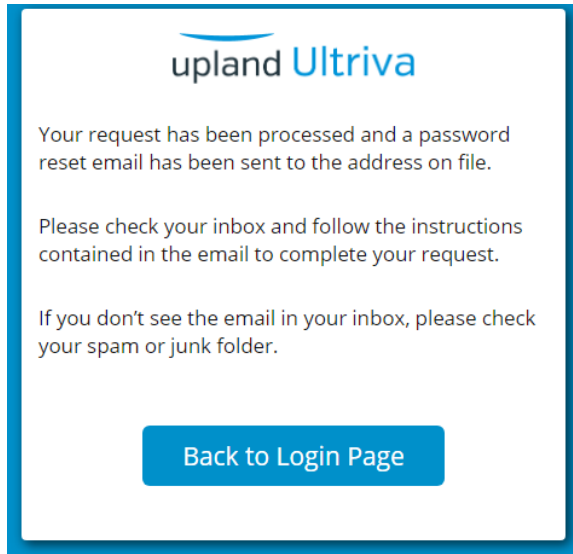 upland Ultriva
Your request has been processed and a password
reset email has been sent to the address on file.
Please check your inbox and follow the instructions
contained in the email to complete your request.
If you don’t see the email in your inbox, please check
your spam or junk folder.
Back to Login Page